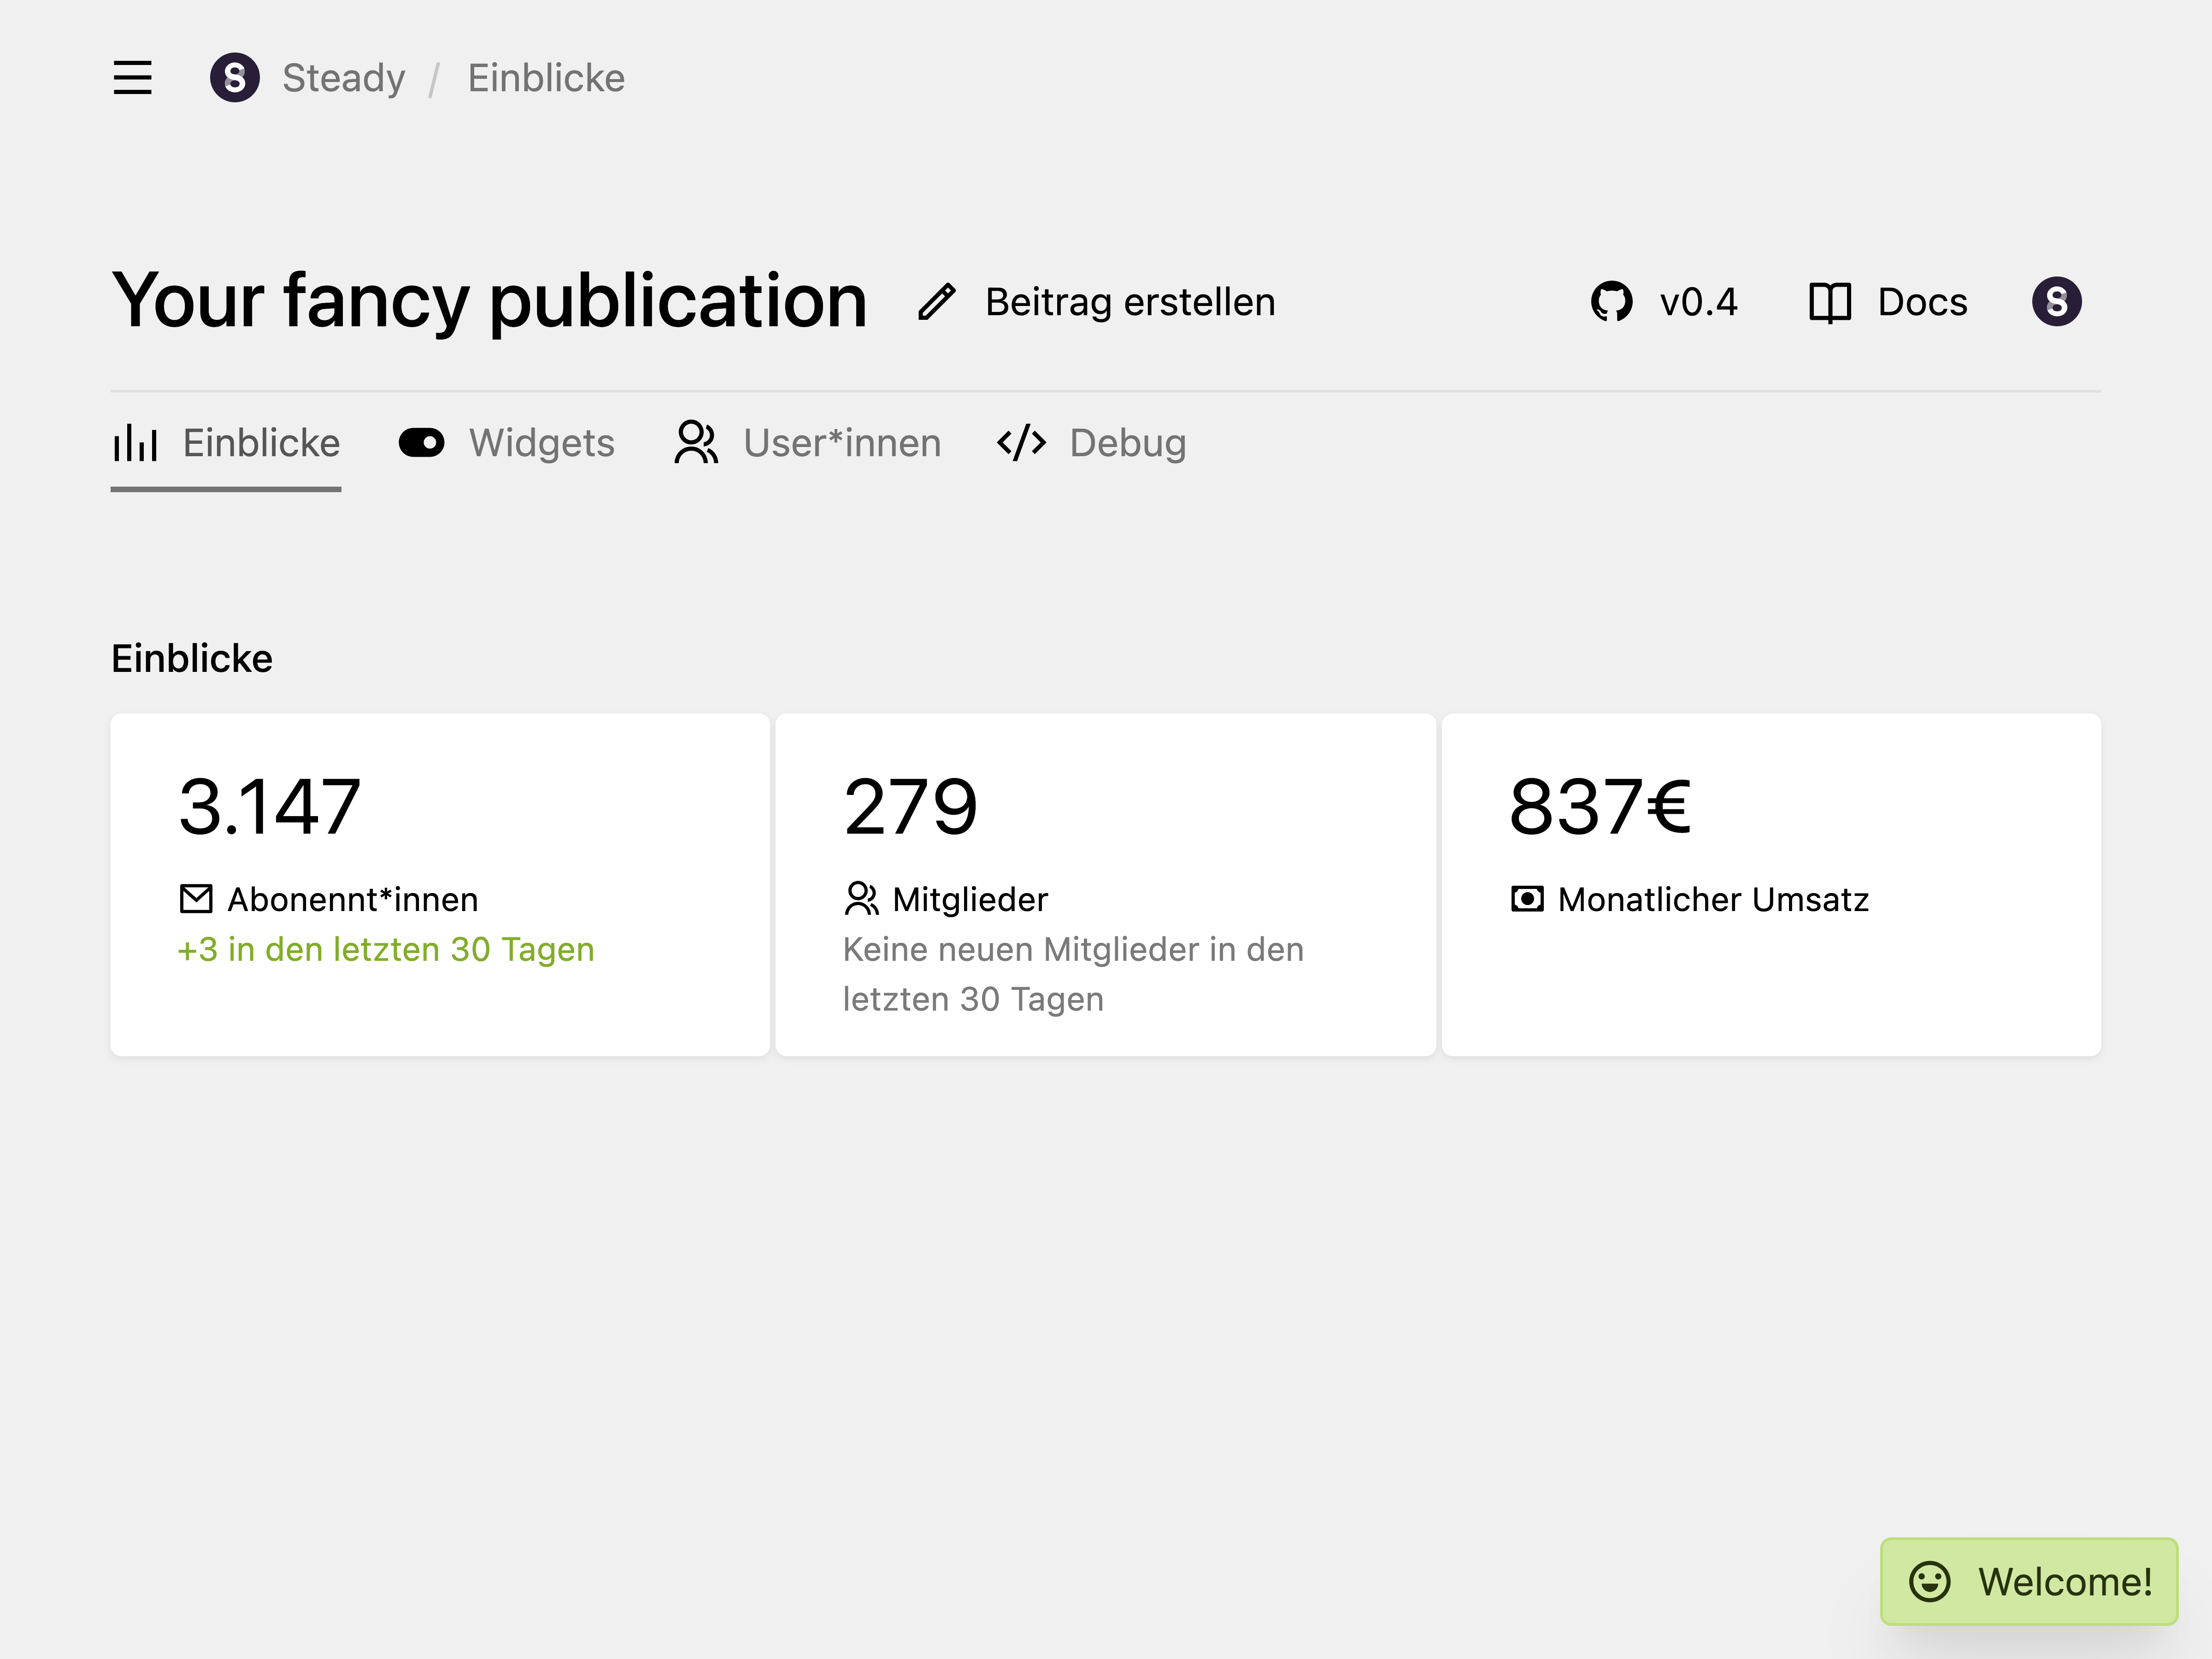 Steady / Einblicke
Your fancy publication
Beitrag erstellen
v0.4
Docs
Einblicke
Widgets
User*innen
Debug
Einblicke
3.147
Abonennt*innen
+3 in den letzten 30 Tagen
279
Mitglieder
Keine neuen Mitglieder in den
letzten 30 Tagen
837€
Monatlicher Umsatz
Welcome!